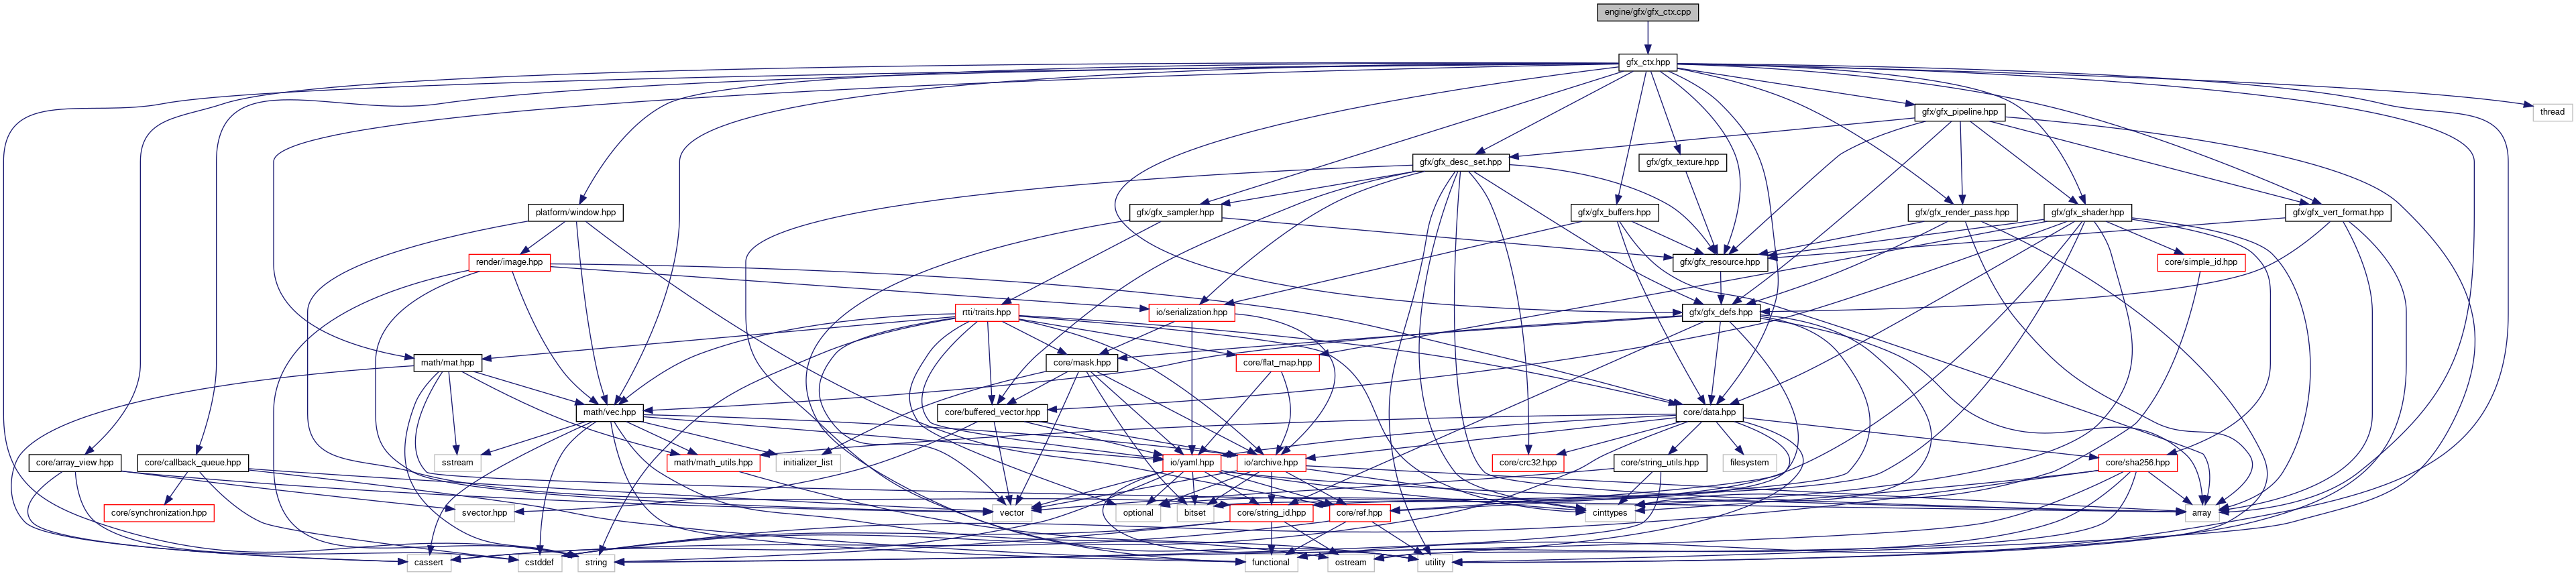 engine/gfx/gfx_ctx.cpp
gfx_ctx.hpp
gfx/gfx_pipeline.hpp
thread
gfx/gfx_desc_set.hpp
gfx/gfx_texture.hpp
platform/window.hpp
gfx/gfx_sampler.hpp
gfx/gfx_buffers.hpp
gfx/gfx_render_pass.hpp
gfx/gfx_shader.hpp
gfx/gfx_vert_format.hpp
render/image.hpp
gfx/gfx_resource.hpp
core/simple_id.hpp
rtti/traits.hpp
io/serialization.hpp
gfx/gfx_defs.hpp
math/mat.hpp
core/mask.hpp
core/flat_map.hpp
math/vec.hpp
core/buffered_vector.hpp
core/data.hpp
core/array_view.hpp
core/callback_queue.hpp
sstream
math/math_utils.hpp
initializer_list
io/yaml.hpp
io/archive.hpp
core/crc32.hpp
core/string_utils.hpp
filesystem
core/sha256.hpp
core/synchronization.hpp
svector.hpp
vector
optional
bitset
core/string_id.hpp
core/ref.hpp
cinttypes
array
cassert
cstddef
string
functional
ostream
utility